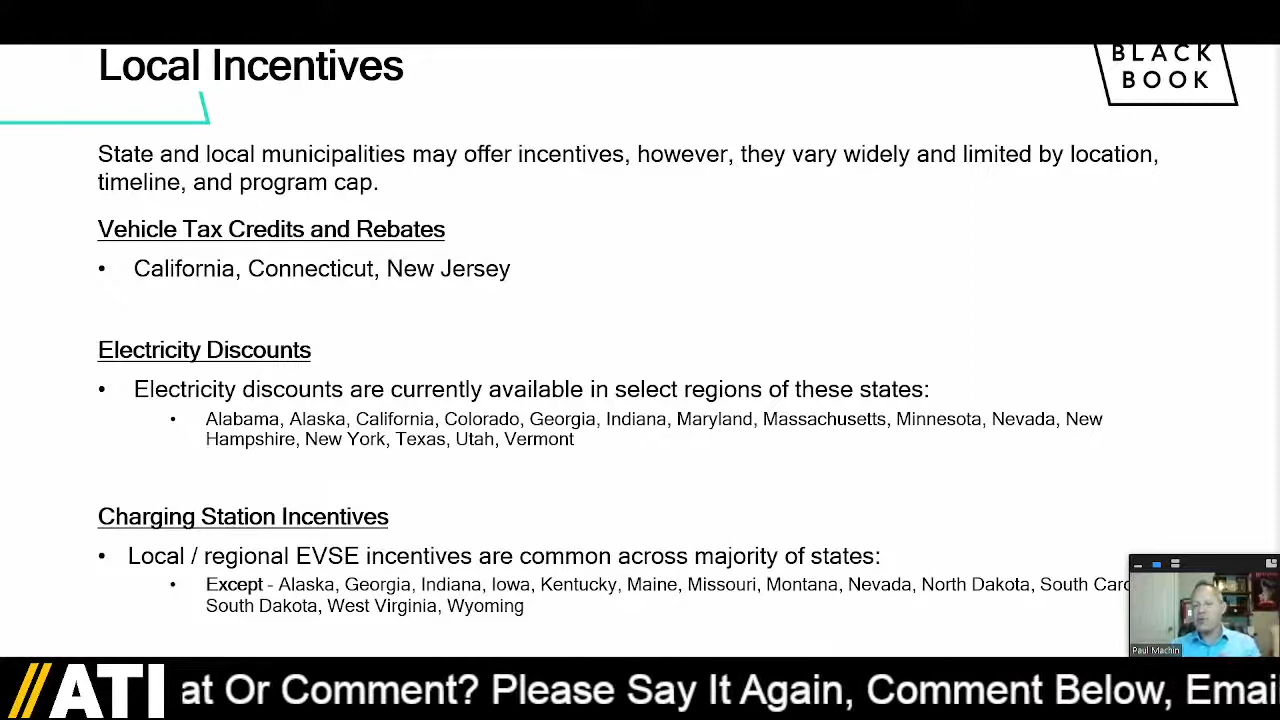 Local Incentives
BLACK
BOOK
State and local municipalities may offer incentives, however, they vary widely and limited by location,
timeline, and program cap.
Vehicle Tax Credits and Rebates
• California, Connecticut, New Jersey
Electricity Discounts
• Electricity discounts are currently available in select regions of these states:
• Alabama, Alaska, California, Colorado, Georgia, Indiana, Maryland, Massachusetts, Minnesota, Nevada, New
Hampshire, New York, Texas, Utah, Vermont
Charging Station Incentives
• Local / regional EVSE incentives are common across majority of states:
• Except - Alaska, Georgia, Indiana, Iowa, Kentucky, Maine, Missouri, Montana, Nevada, North Dakota, South Caro
South Dakota, West Virginia, Wyoming
Paul Machin
//ATI at Or Comment? Please Say It Again, Comment Below, Email